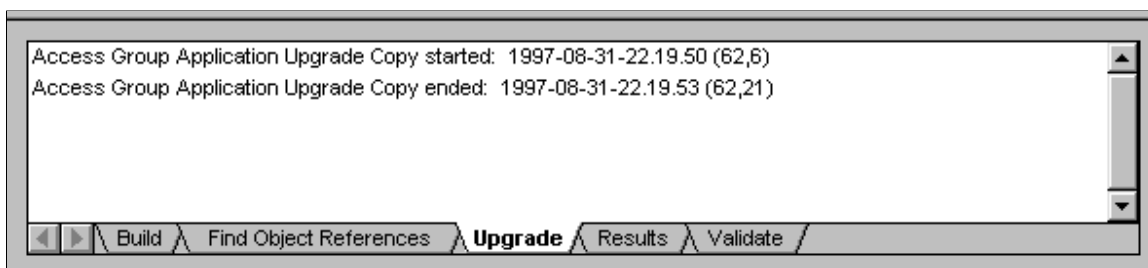 Access Group Application Upgrade Copy started:  1997-08-31-22.19.50 (62,6)
Access Group Application Upgrade Copy ended:  1997-08-31-22.19.53 (62,21)
Build Find Object References Upgrade Results Validate